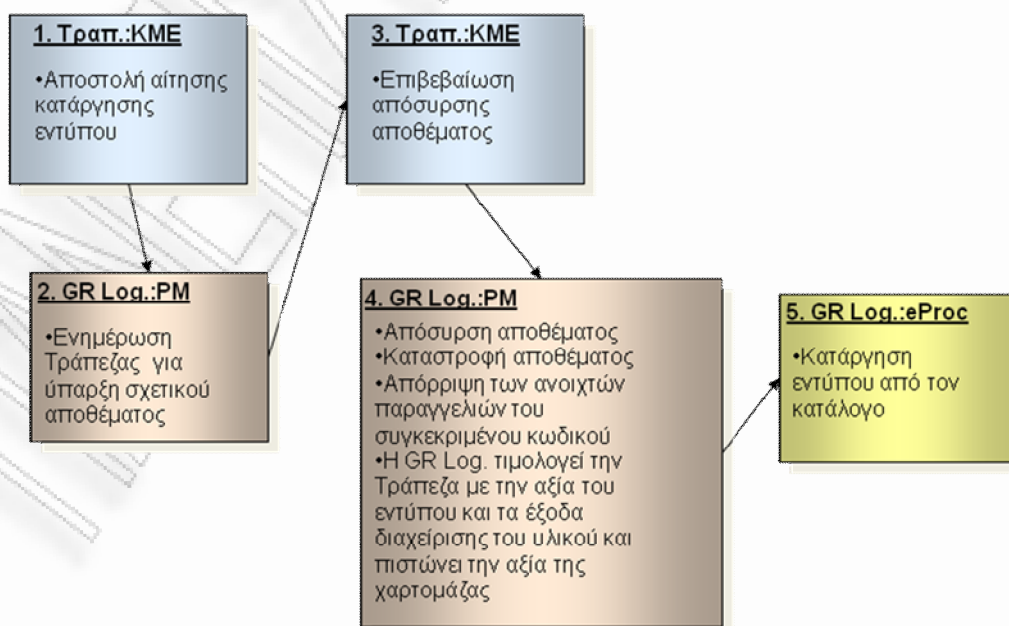 1. Τραπ.:ΚΜΕ
•Αποστολή αίτησης
κατάργησης
εντύπου
2. GR Log.:PM
•Ενημέρωση
Τράπεζας για
ύπαρξη σχετικού
αποθέματος
3. Τραπ.:ΚΜΕ
•Επιβεβαίωση
απόσυρσης
αποθέματος
4. GR Log.:PM
•Απόσυρση αποθέματος
•Καταστροφή αποθέματος
•Απόρριψη των ανοιχτών
παραγγελιών του
συγκεκριμένου κωδικού
•Η GR Log. τιμολογεί την
Τράπεζα με την αξία του
εντύπου και τα έξοδα
διαχείρισης του υλικού και
πιστώνει την αξία της
χαρτομάζας
5. GR Log.:eProc
•Κατάργηση
εντύπου από τον
κατάλογο